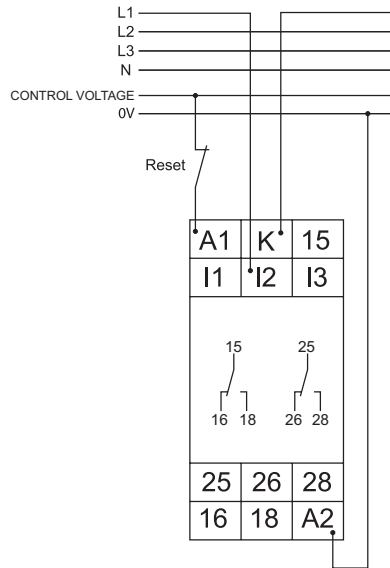 L1
L2
L3
N
CONTROL VOLTAGE
0V
Reset
A1 K 15
I1 I2 I3
15 25
16 18 26 28
25 26 28
16 18 A2